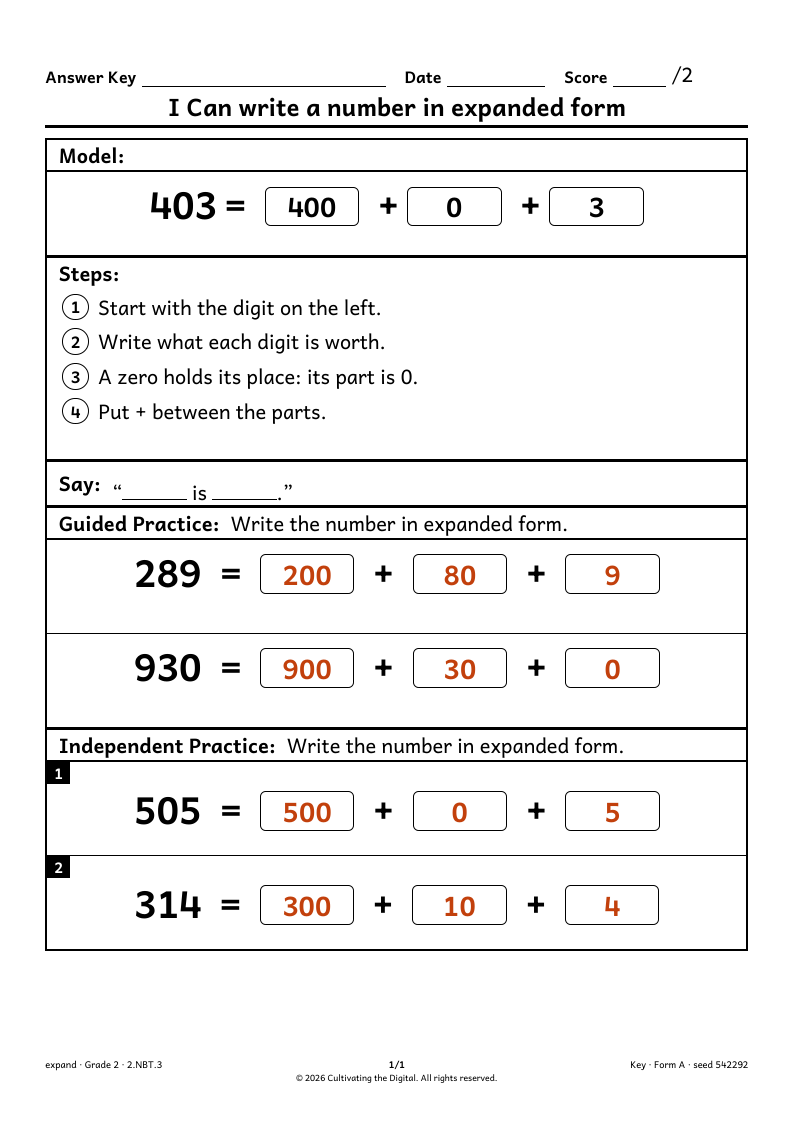 Answer Key ____ Date ____ Score ____ /2
I Can write a number in expanded form
Model:
403 = 400 + 0 + 3
Steps:
1 Start with the digit on the left.
2 Write what each digit is worth.
3 A zero holds its place: its part is 0.
4 Put + between the parts.
Say: “____ is ____.”
Guided Practice: Write the number in expanded form.
289 = 200 + 80 + 9
930 = 900 + 30 + 0
Independent Practice: Write the number in expanded form.
1
505 = 500 + 0 + 5
2
314 = 300 + 10 + 4
expand · Grade 2 · 2.NBT.3 1/1 Key · Form A · seed 542292
© 2026 Cultivating the Digital. All rights reserved.